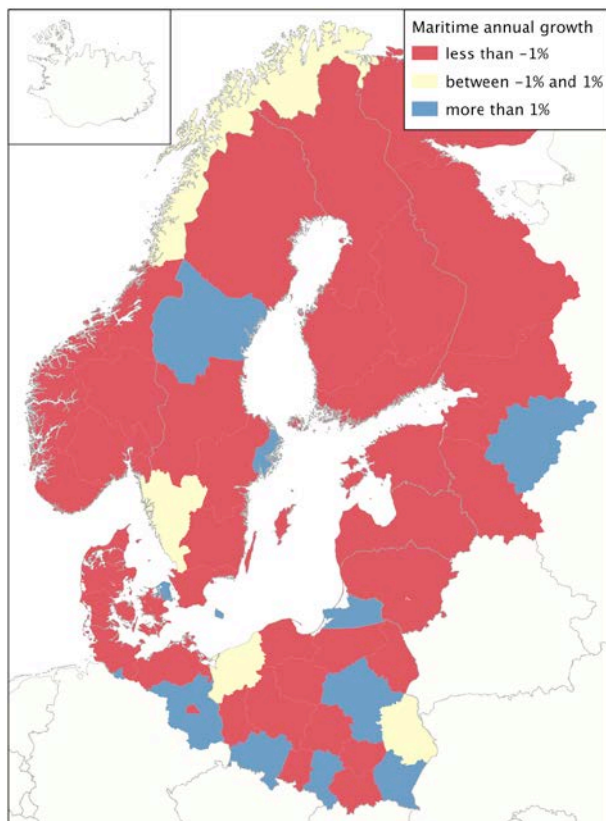 Maritime annual growth
less than -1%
between -1% and 1%
more than 1%